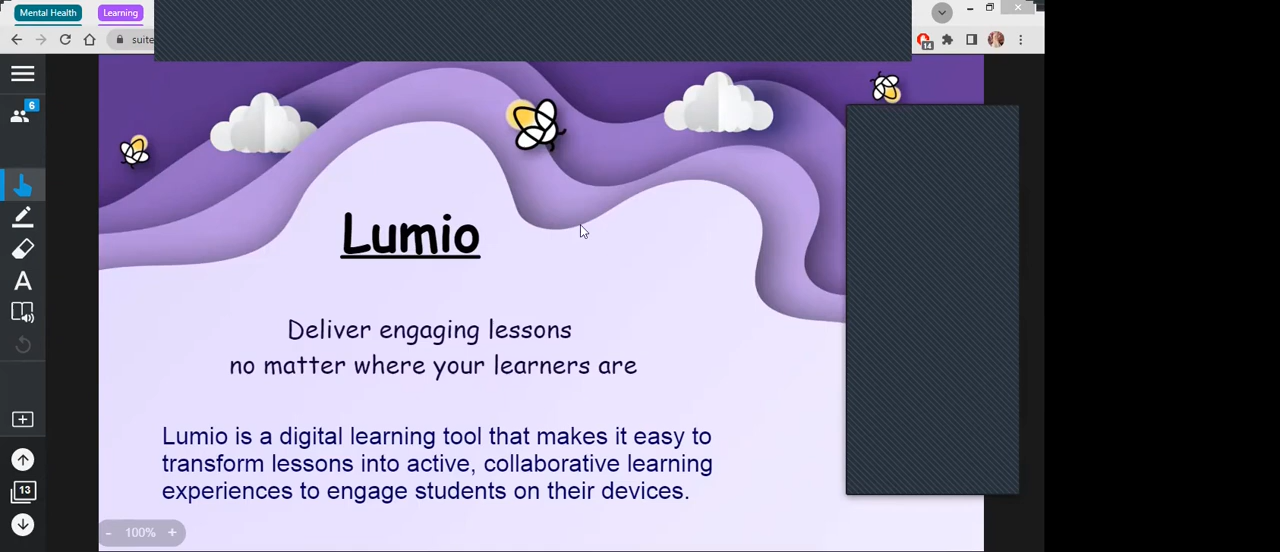 Mental Health
Learning
suite
14
6
Lumio
Deliver engaging lessons
no matter where your learners are
Lumio is a digital learning tool that makes it easy to
transform lessons into active, collaborative learning
experiences to engage students on their devices.
A
13
- 100% +